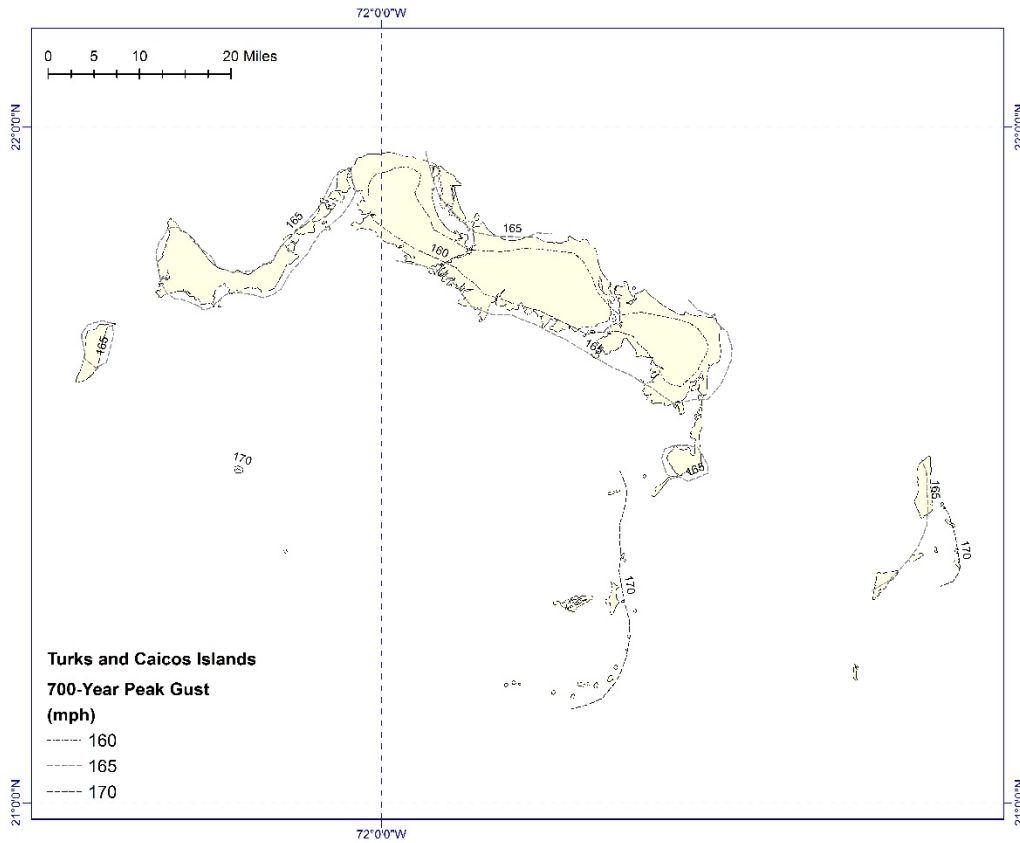 72°0'0"W
0 5 10 20 Miles
22°0'0"N
22°0'0"N
165
165
160
165
165
170
165
165
170
170
Turks and Caicos Islands
700-Year Peak Gust
(mph)
160
165
170
21°0'0"N
21°0'0"N
72°0'0"W